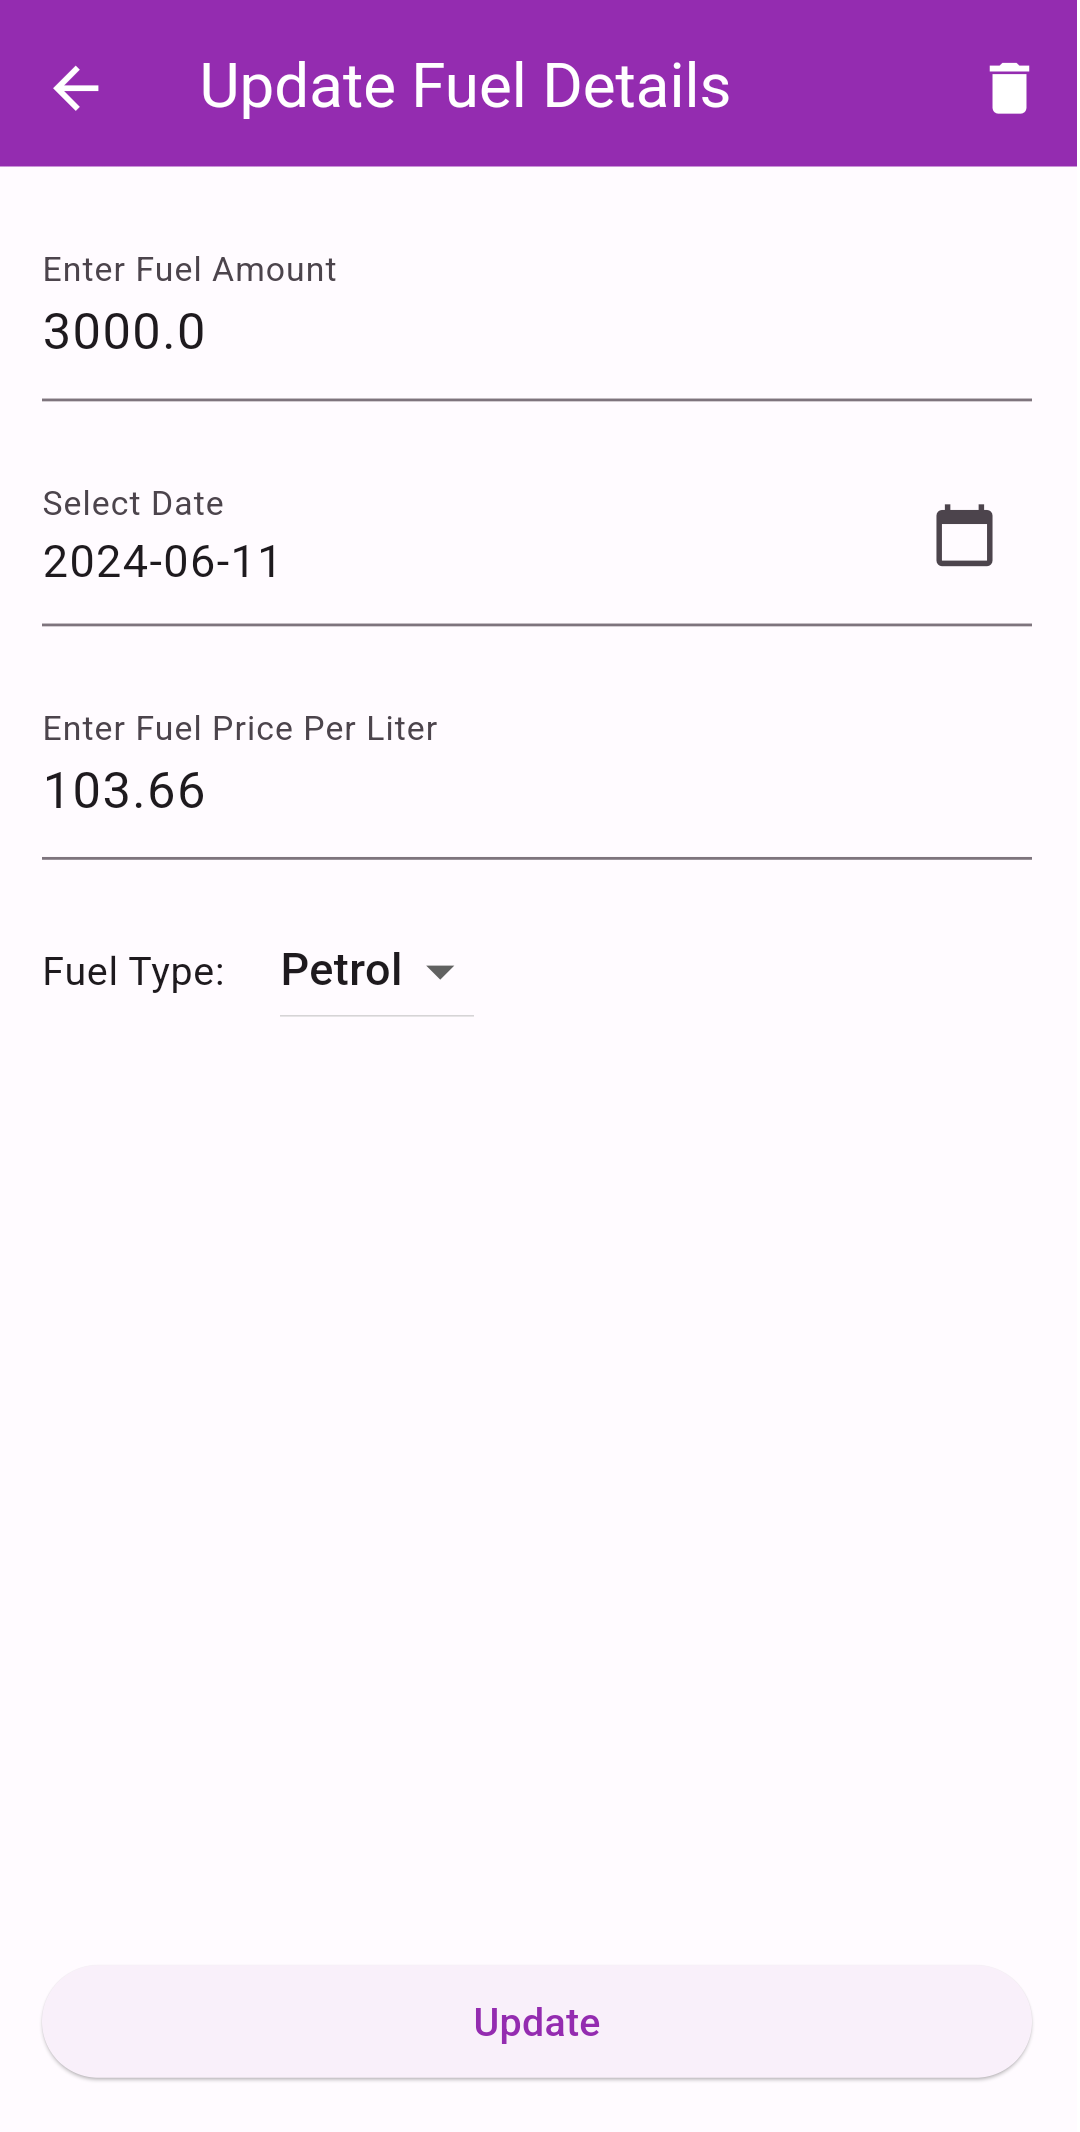 Update Fuel Details
Enter Fuel Amount
3000.0
Select Date
2024-06-11
Enter Fuel Price Per Liter
103.66
Fuel Type: Petrol
Update